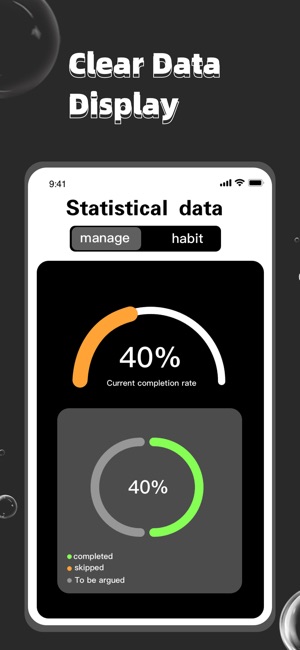 Clear Data
Display
9:41
Statistical data
manage habit
40%
Current completion rate
40%
completed
skipped
To be argued